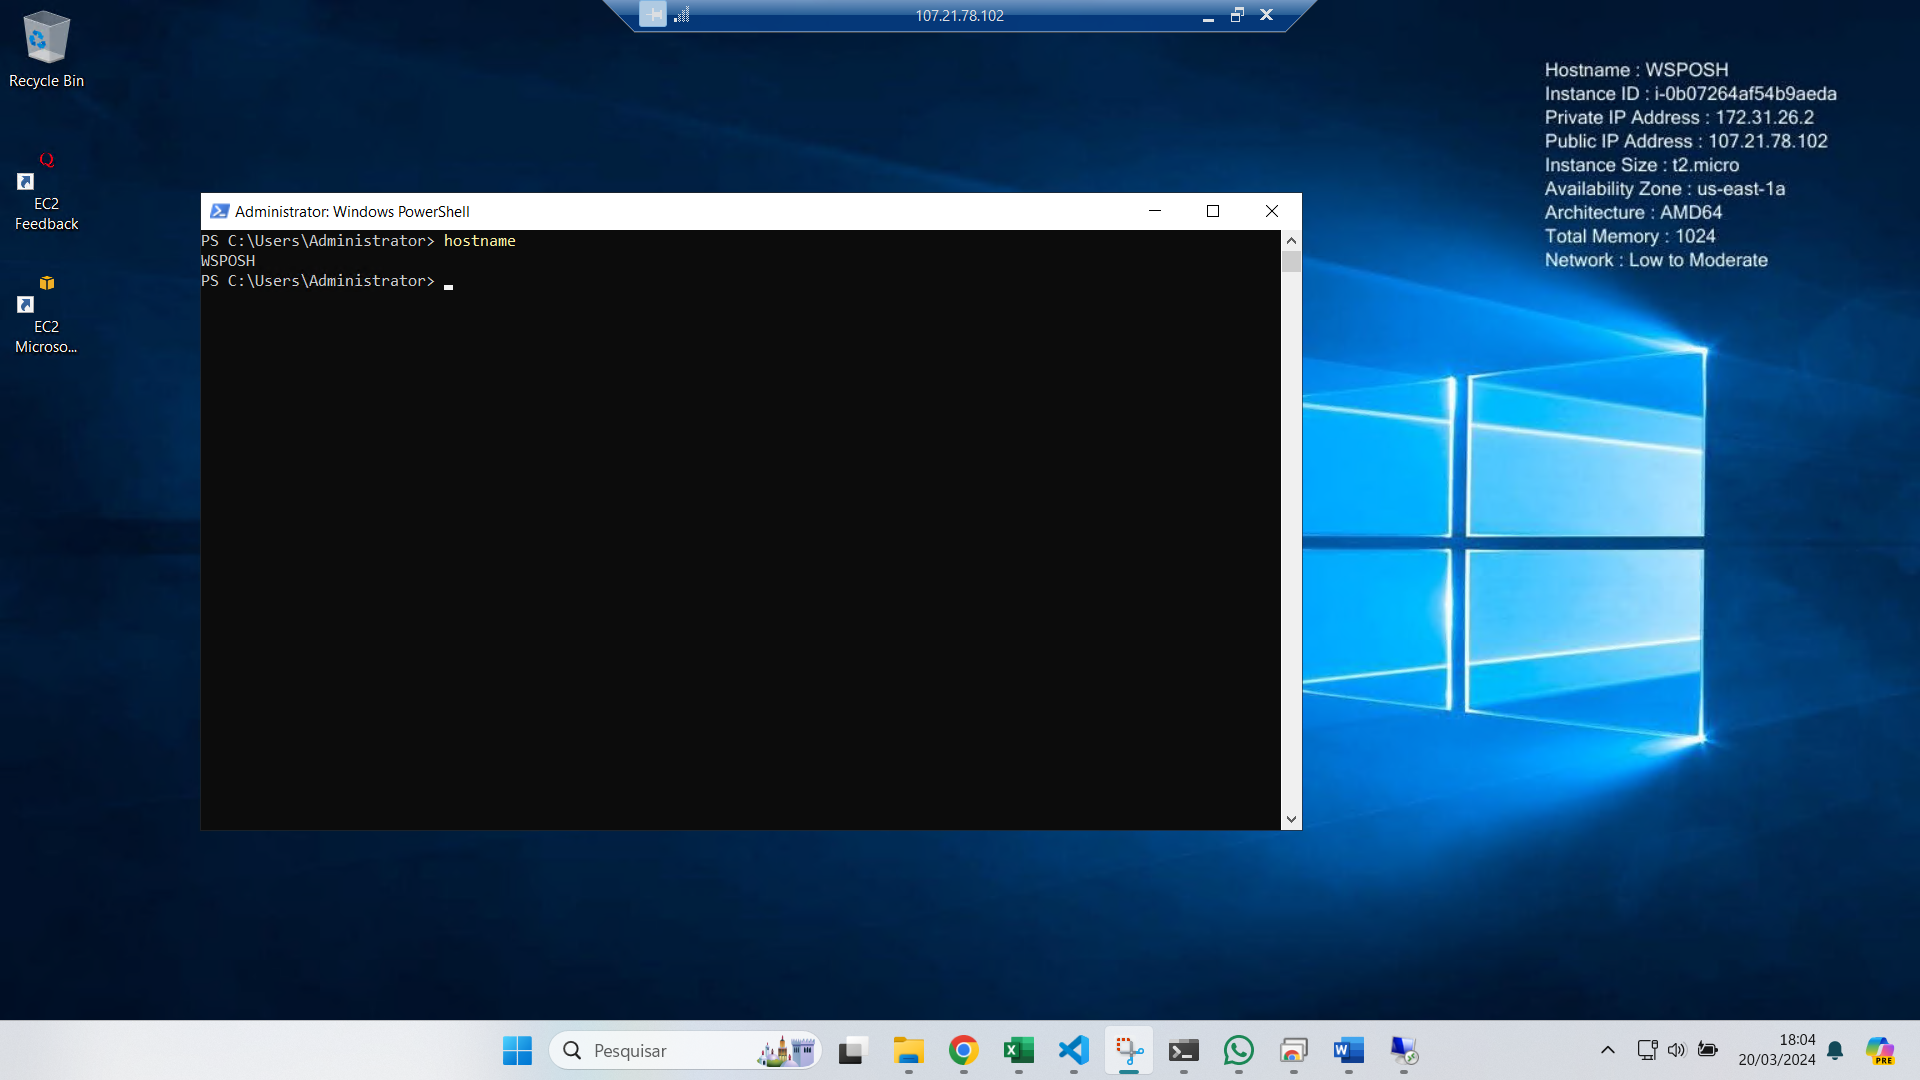 107.21.78.102
Recycle Bin
EC2
Feedback
EC2
Microso...
Hostname : WSPOSH
Instance ID : i-0b07264af54b9aeda
Private IP Address : 172.31.26.2
Public IP Address : 107.21.78.102
Instance Size : t2.micro
Availability Zone : us-east-1a
Architecture : AMD64
Total Memory : 1024
Network : Low to Moderate
Administrator: Windows PowerShell
PS C:\Users\Administrator> hostname
WSPOSH
PS C:\Users\Administrator>
Pesquisar
18:04
20/03/2024
PRE